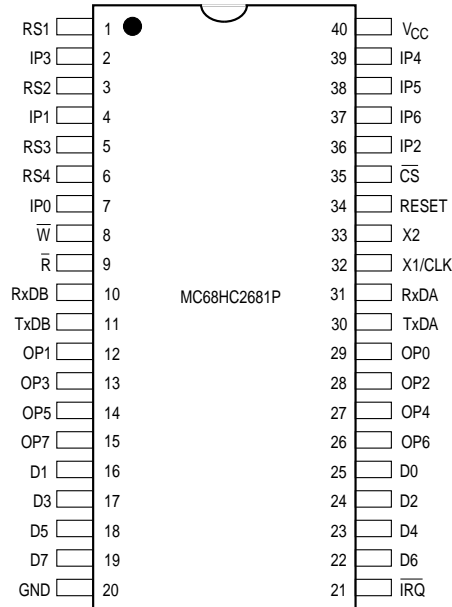 RS1 1 40 VCC
IP3 2 39 IP4
RS2 3 38 IP5
IP1 4 37 IP6
RS3 5 36 IP2
RS4 6 35 C̅S̅
IP0 7 34 RESET
W̅ 8 33 X2
R̅ 9 32 X1/CLK
RxDB 10 MC68HC2681P 31 RxDA
TxDB 11 30 TxDA
OP1 12 29 OP0
OP3 13 28 OP2
OP5 14 27 OP4
OP7 15 26 OP6
D1 16 25 D0
D3 17 24 D2
D5 18 23 D4
D7 19 22 D6
GND 20 21 I̅R̅Q̅